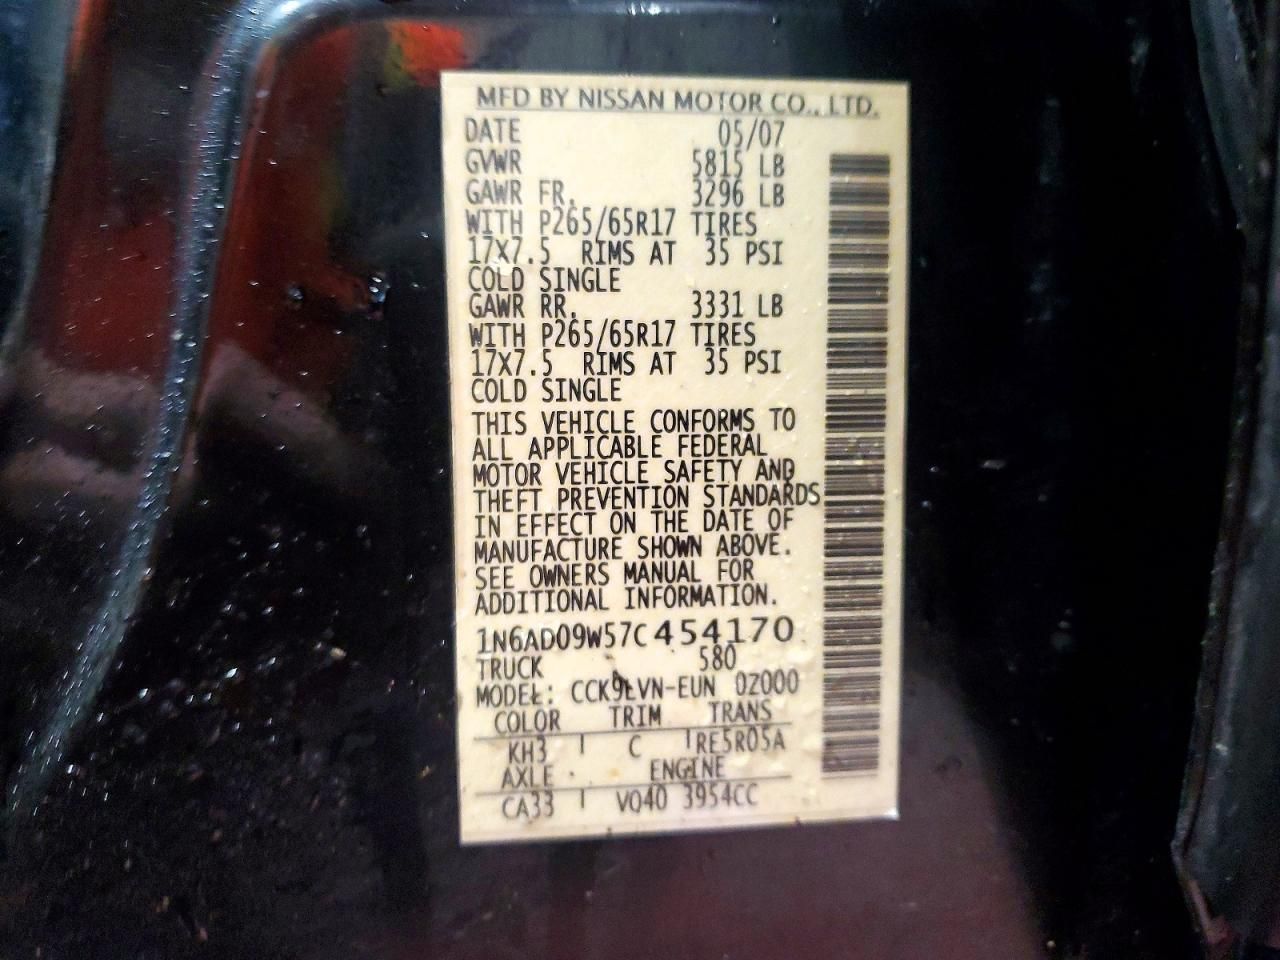 MFD BY NISSAN MOTOR CO., LTD.
DATE 05/07
GVWR 5815 LB
GAWR FR. 3296 LB
WITH P265/65R17 TIRES
17X7.5 RIMS AT 35 PSI
COLD SINGLE
GAWR RR. 3331 LB
WITH P265/65R17 TIRES
17X7.5 RIMS AT 35 PSI
COLD SINGLE
THIS VEHICLE CONFORMS TO
ALL APPLICABLE FEDERAL
MOTOR VEHICLE SAFETY AND
THEFT PREVENTION STANDARDS
IN EFFECT ON THE DATE OF
MANUFACTURE SHOWN ABOVE.
SEE OWNERS MANUAL FOR
ADDITIONAL INFORMATION.
1N6AD09W57C454170
TRUCK 580
MODEL: CCK9LVN-EUN 0Z000
COLOR TRIM TRANS
KH3 C RE5R05A
AXLE ENGINE
CA33 VQ40 3954CC